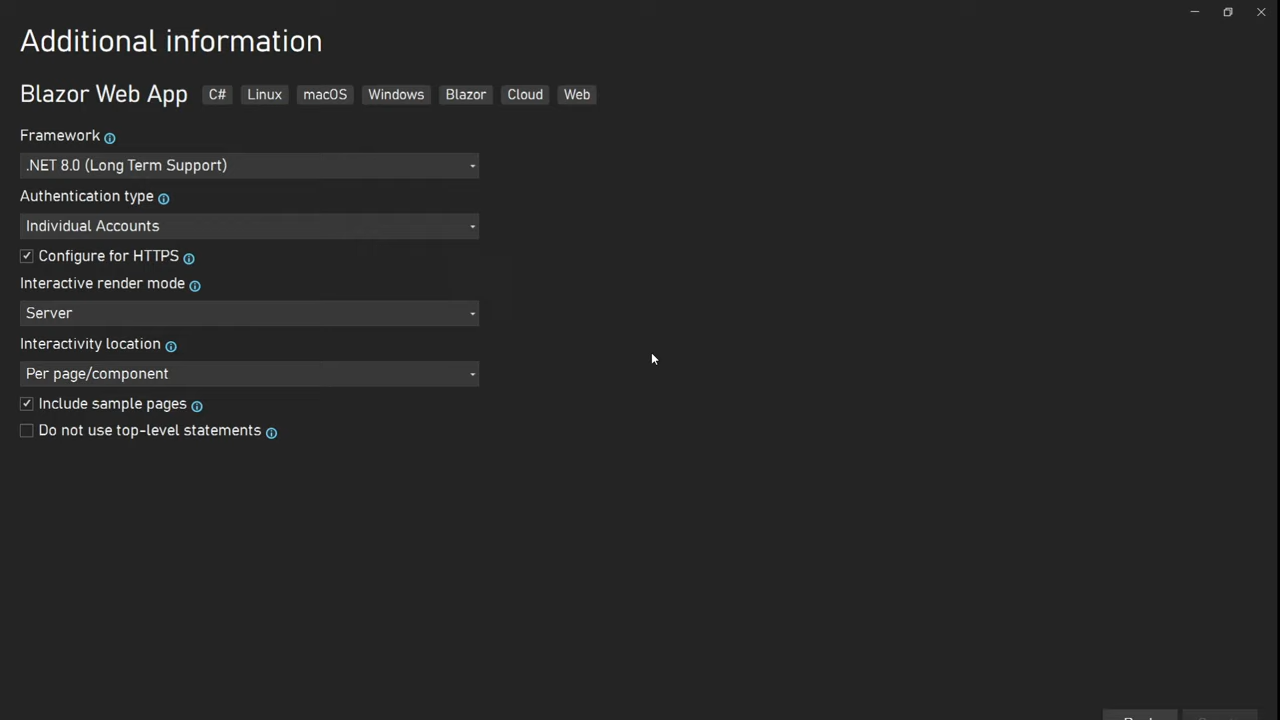 Additional information
Blazor Web App C# Linux macOS Windows Blazor Cloud Web
Framework
.NET 8.0 (Long Term Support)
Authentication type
Individual Accounts
Configure for HTTPS
Interactive render mode
Server
Interactivity location
Per page/component
Include sample pages
Do not use top-level statements